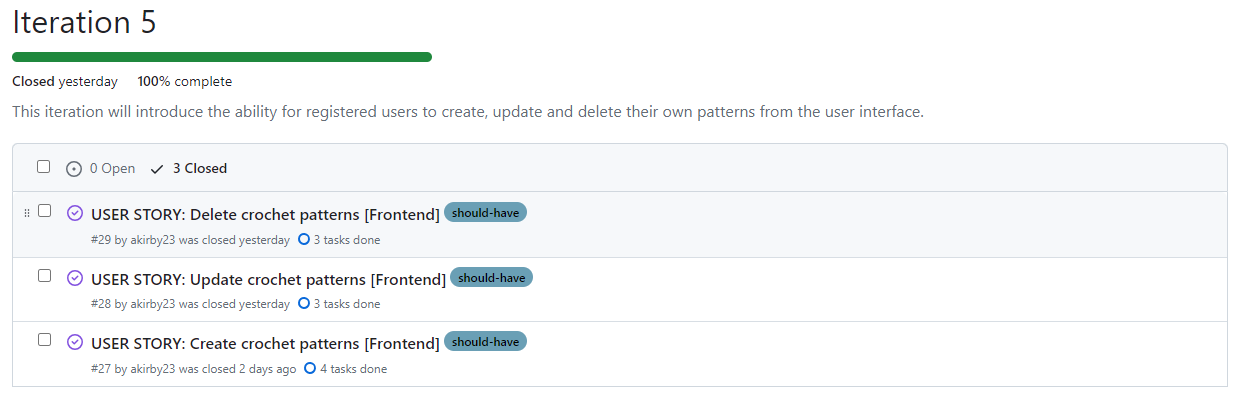 Iteration 5
Closed yesterday 100% complete
This iteration will introduce the ability for registered users to create, update and delete their own patterns from the user interface.
0 Open 3 Closed
USER STORY: Delete crochet patterns [Frontend] should-have
#29 by akirby23 was closed yesterday 3 tasks done
USER STORY: Update crochet patterns [Frontend] should-have
#28 by akirby23 was closed yesterday 3 tasks done
USER STORY: Create crochet patterns [Frontend] should-have
#27 by akirby23 was closed 2 days ago 4 tasks done